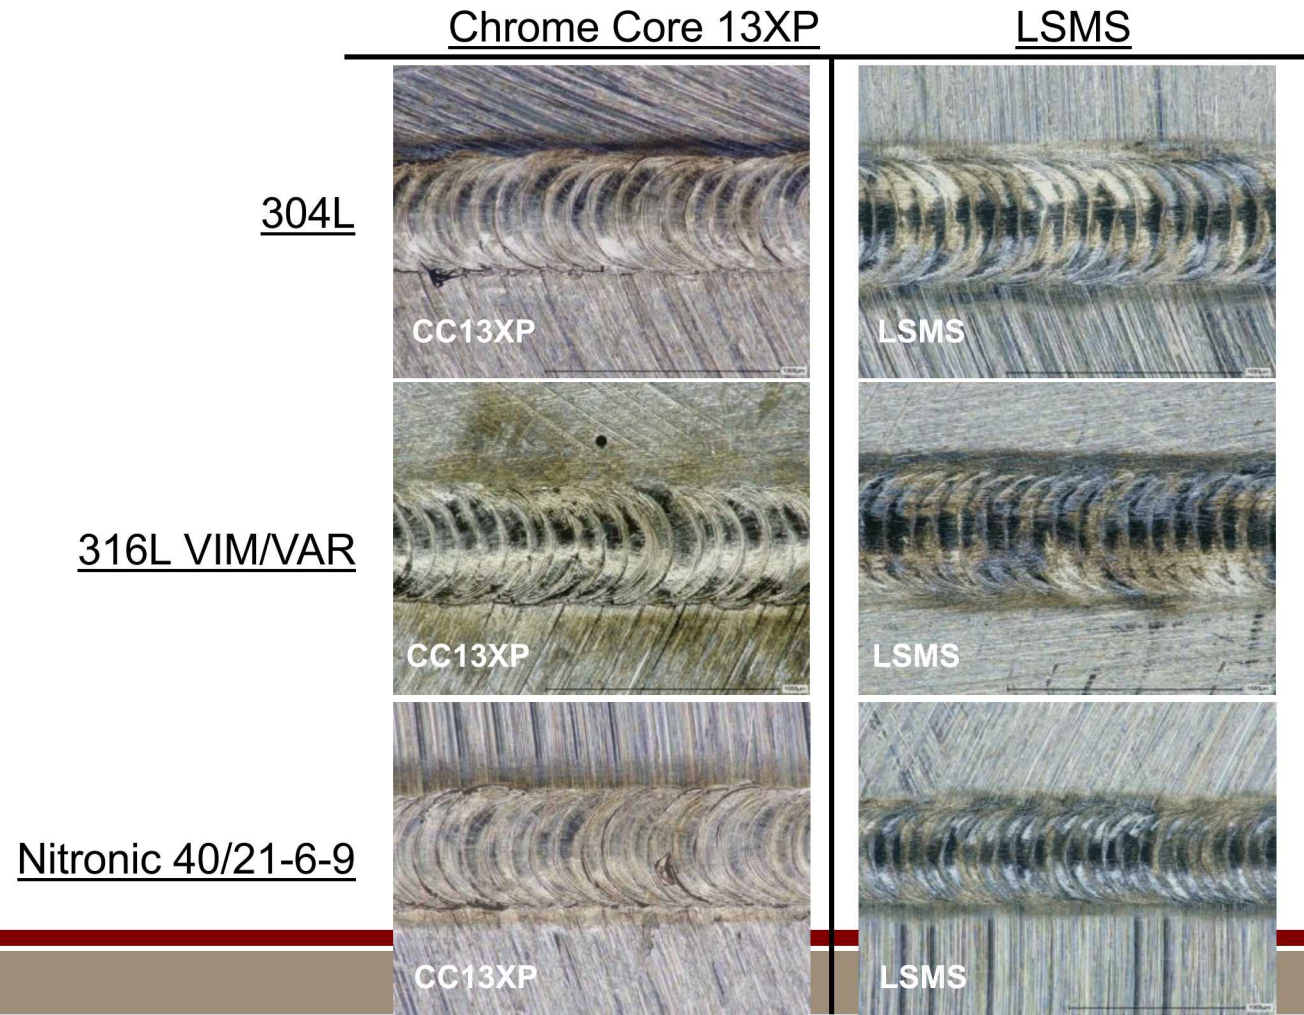 Chrome Core 13XP LSMS
304L
CC13XP LSMS
316L VIM/VAR
CC13XP LSMS
Nitronic 40/21-6-9
CC13XP LSMS